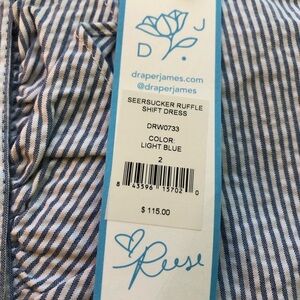 D J
draperjames.com
@draperjames
SEERSUCKER RUFFLE
SHIFT DRESS
DRW0733
COLOR:
LIGHT BLUE
2
8 43596 15702 0
$ 115.00
Reese